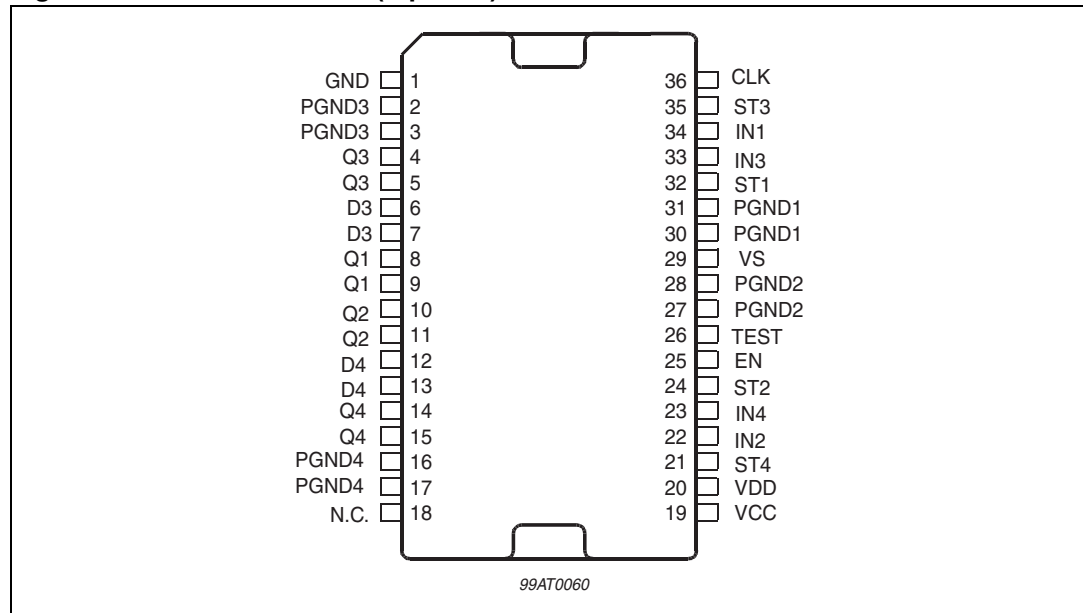 GND 1 36 CLK
PGND3 2 35 ST3
PGND3 3 34 IN1
Q3 4 33 IN3
Q3 5 32 ST1
D3 6 31 PGND1
D3 7 30 PGND1
Q1 8 29 VS
Q1 9 28 PGND2
Q2 10 27 PGND2
Q2 11 26 TEST
D4 12 25 EN
D4 13 24 ST2
Q4 14 23 IN4
Q4 15 22 IN2
PGND4 16 21 ST4
PGND4 17 20 VDD
N.C. 18 19 VCC
99AT0060